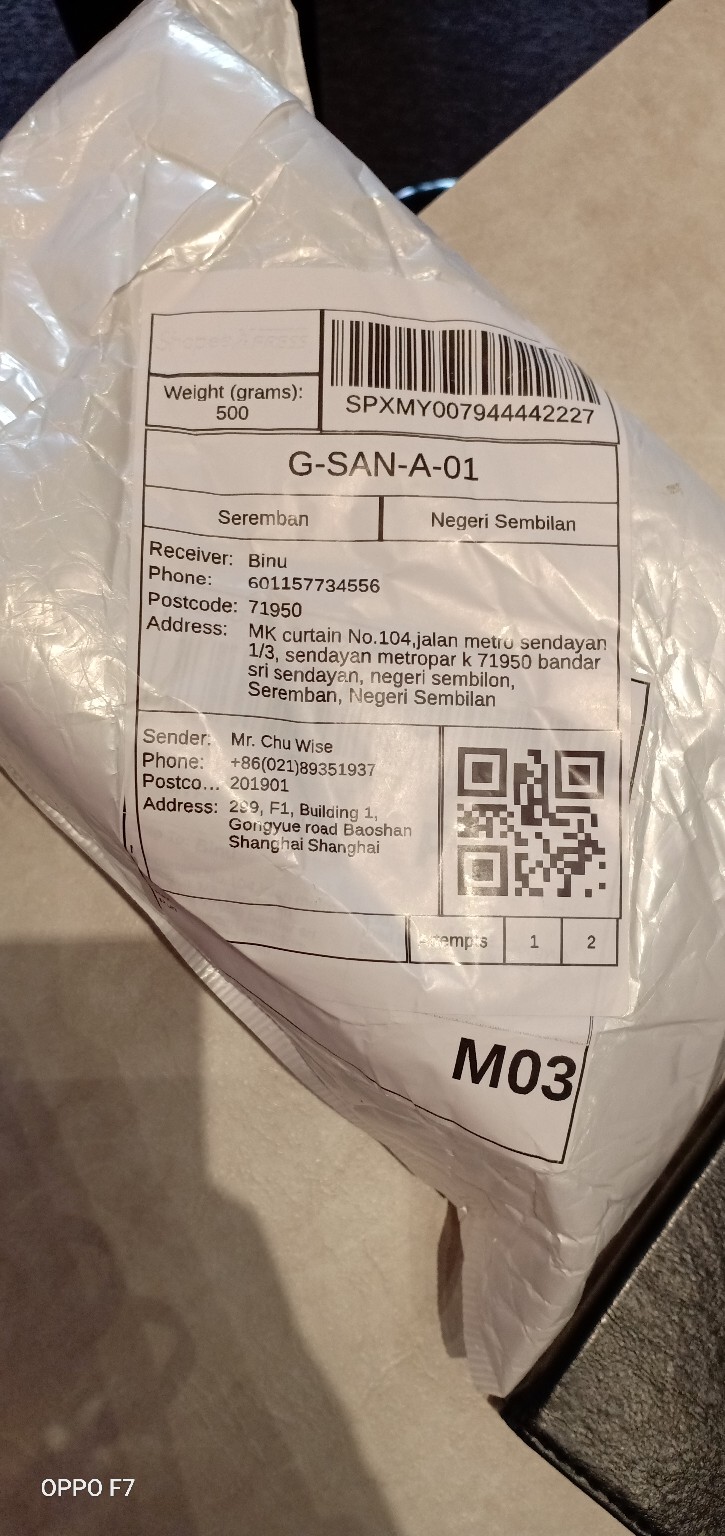 Weight (grams):
500
SPXMY007944442227
G-SAN-A-01
Seremban
Negeri Sembilan
Receiver: Binu
Phone: 601157734556
Postcode: 71950
Address: MK curtain No.104,jalan metro sendayan
1/3, sendayan metropar k 71950 bandar
sri sendayan, negeri sembilon,
Seremban, Negeri Sembilan
Sender: Mr. Chu Wise
Phone: +86(021)89351937
Postco... 201901
Address: 299, F1, Building 1,
Gongyue road Baoshan
Shanghai Shanghai
Attempts 1 2
M03
OPPO F7